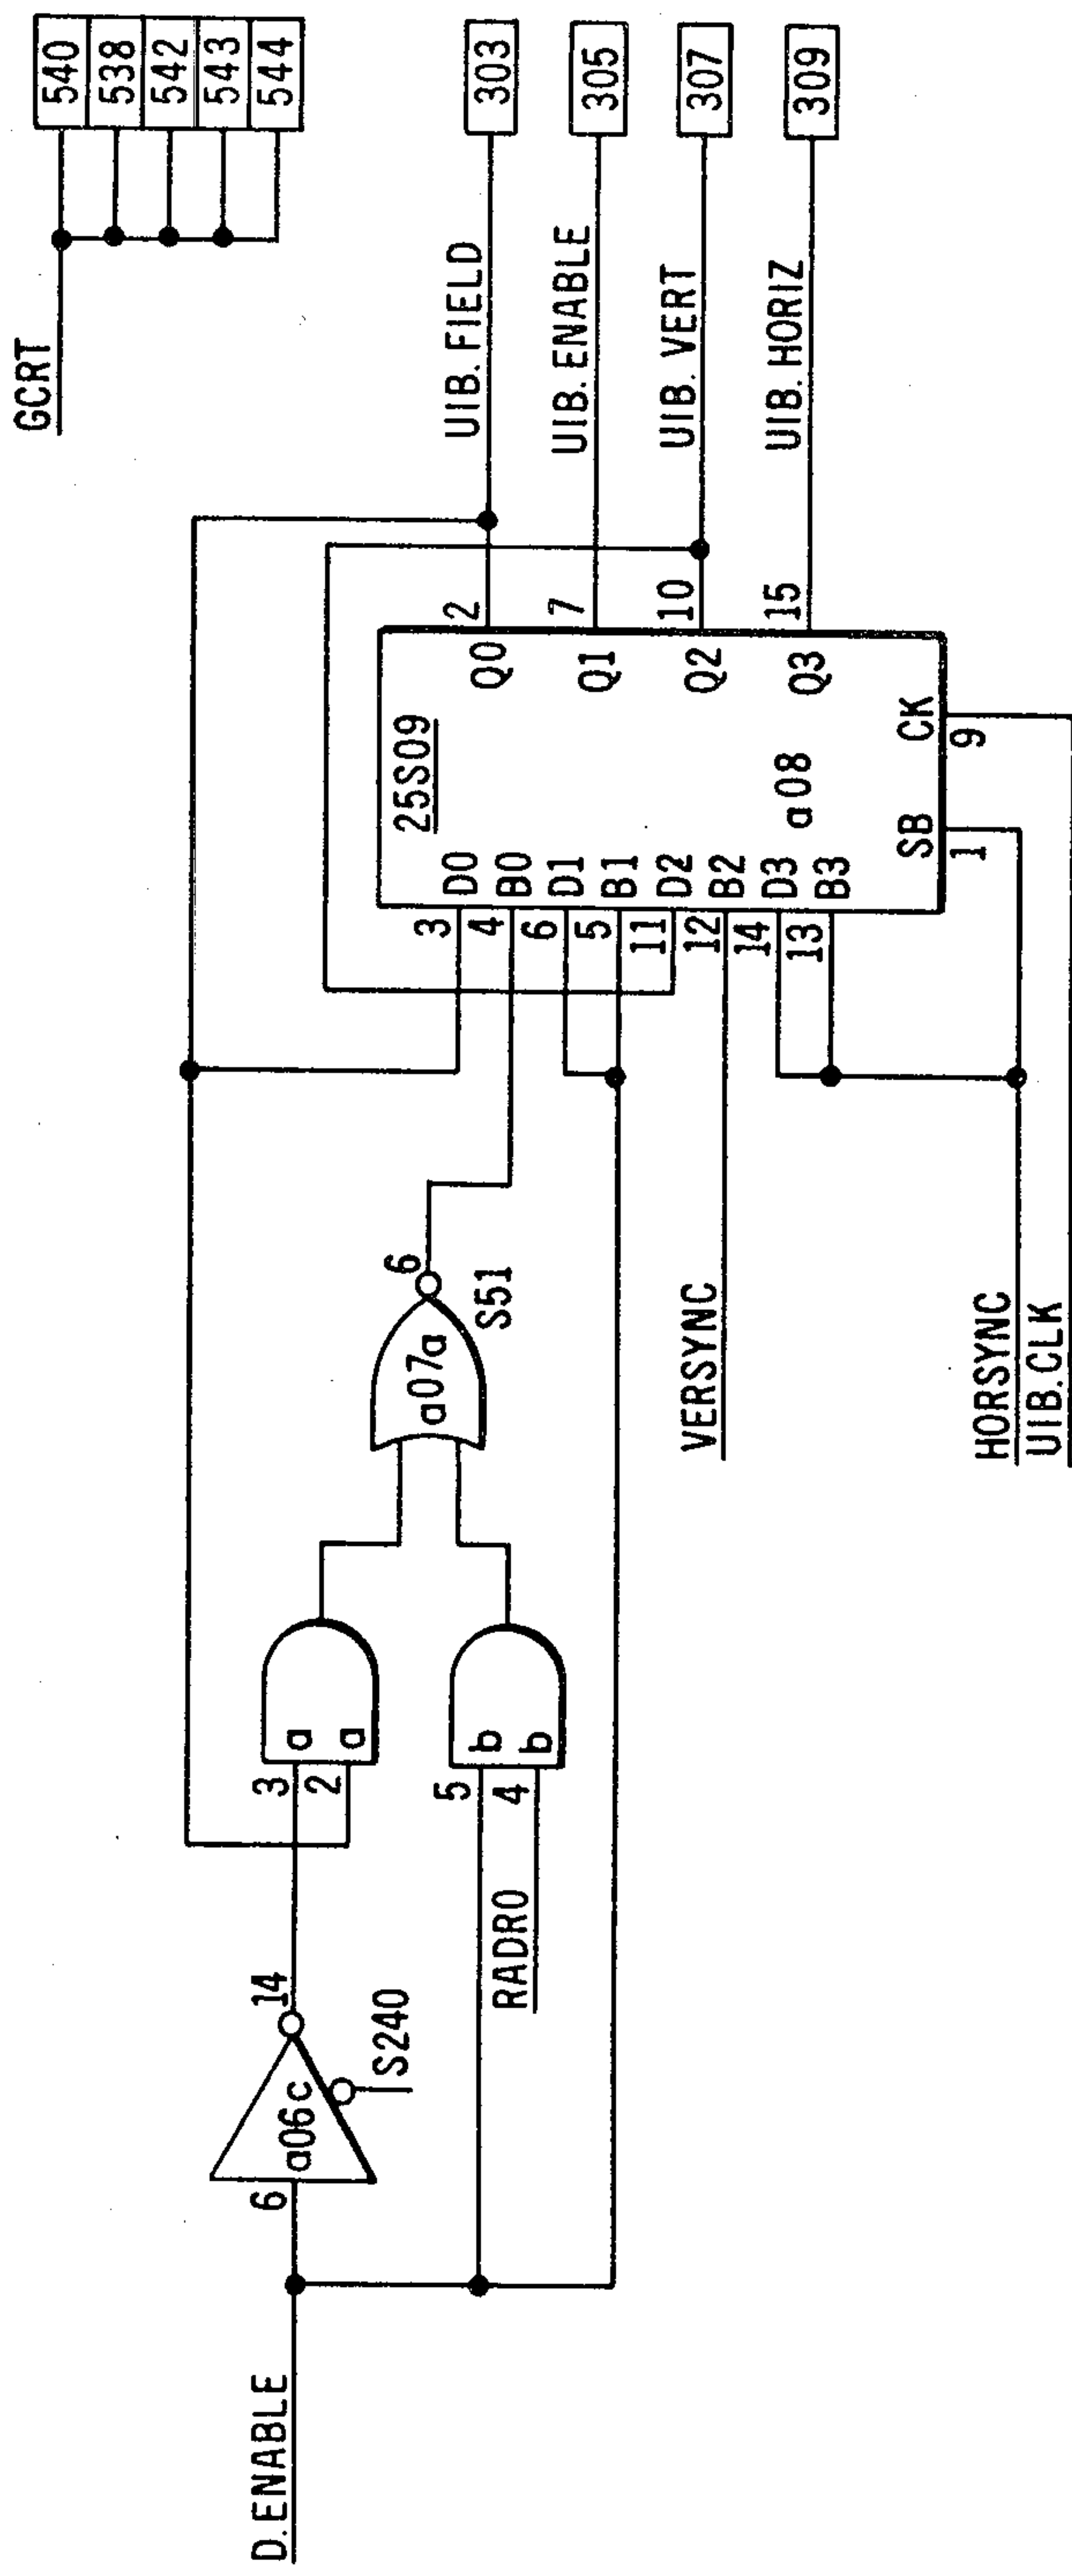 GCRT
540
538
542
543
544
UIB. FIELD
303
UIB. ENABLE
305
UIB. VERT
307
UIB. HORIZ
309
25S09
a08
3 D0
4 B0
6 D1
5 B1
11 D2
12 B2
14 D3
13 B3
Q0 2
Q1 7
Q2 10
Q3 15
SB
1
CK
9
D.ENABLE
6
a06c
14
S240
3 a
2 a
5 b
4 b
RADR0
a07a
6
S51
VERSYNC
HORSYNC
UIB.CLK